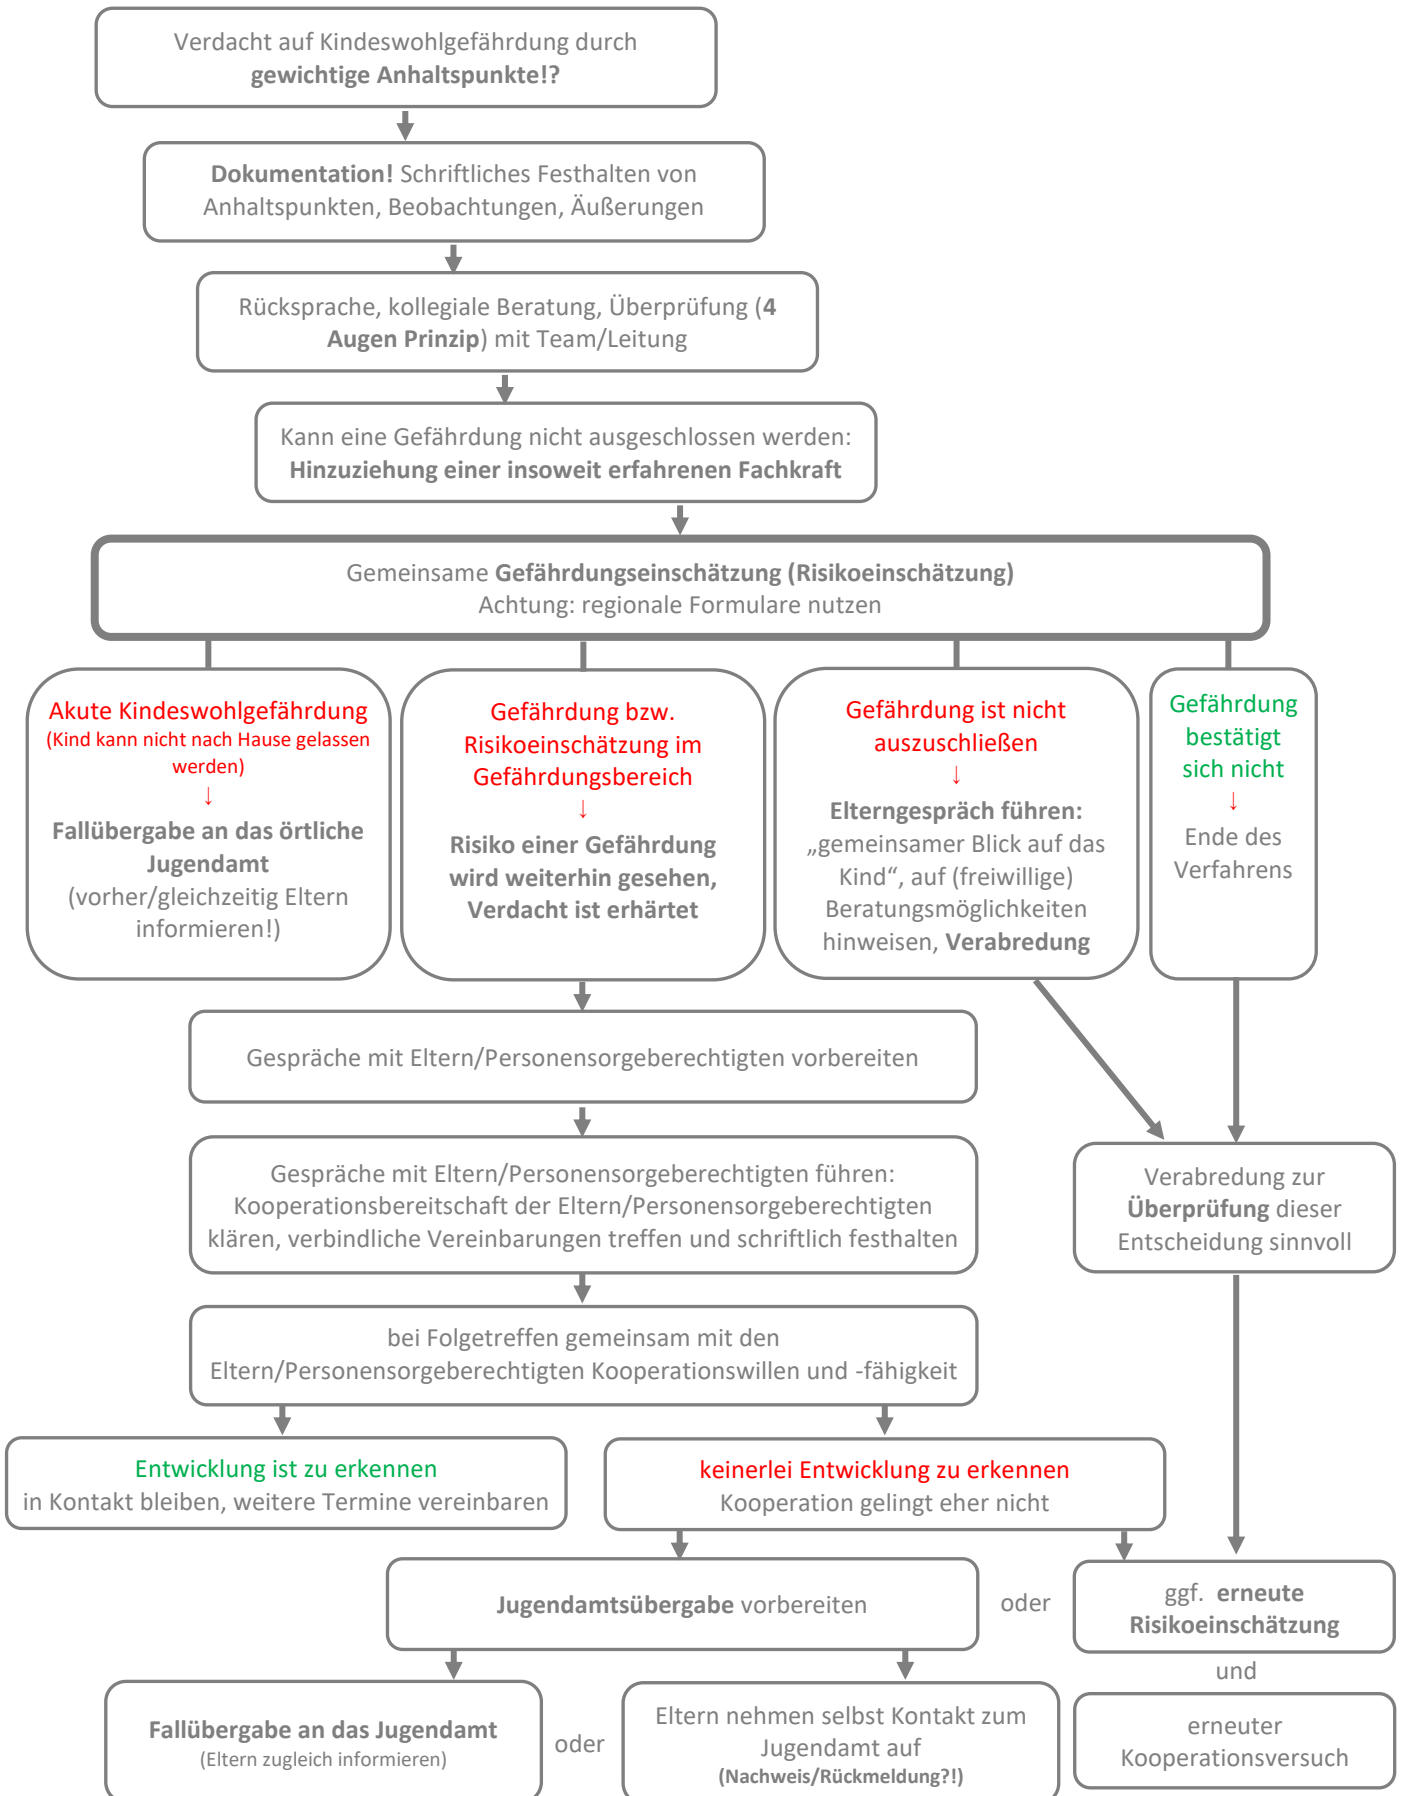 Verdacht auf Kindeswohlgefährdung durch
gewichtige Anhaltspunkte!?
Dokumentation! Schriftliches Festhalten von
Anhaltspunkten, Beobachtungen, Äußerungen
Rücksprache, kollegiale Beratung, Überprüfung (4
Augen Prinzip) mit Team/Leitung
Kann eine Gefährdung nicht ausgeschlossen werden:
Hinzuziehung einer insoweit erfahrenen Fachkraft
Gemeinsame Gefährdungseinschätzung (Risikoeinschätzung)
Achtung: regionale Formulare nutzen
Akute Kindeswohlgefährdung
(Kind kann nicht nach Hause gelassen
werden)
↓
Fallübergabe an das örtliche
Jugendamt
(vorher/gleichzeitig Eltern
informieren!)
Gefährdung bzw.
Risikoeinschätzung im
Gefährdungsbereich
↓
Risiko einer Gefährdung
wird weiterhin gesehen,
Verdacht ist erhärtet
Gefährdung ist nicht
auszuschließen
↓
Elterngespräch führen:
„gemeinsamer Blick auf das
Kind“, auf (freiwillige)
Beratungsmöglichkeiten
hinweisen, Verabredung
Gefährdung
bestätigt
sich nicht
↓
Ende des
Verfahrens
Gespräche mit Eltern/Personensorgeberechtigten vorbereiten
Gespräche mit Eltern/Personensorgeberechtigten führen:
Kooperationsbereitschaft der Eltern/Personensorgeberechtigten
klären, verbindliche Vereinbarungen treffen und schriftlich festhalten
Verabredung zur
Überprüfung dieser
Entscheidung sinnvoll
bei Folgetreffen gemeinsam mit den
Eltern/Personensorgeberechtigten Kooperationswillen und -fähigkeit
Entwicklung ist zu erkennen
in Kontakt bleiben, weitere Termine vereinbaren
keinerlei Entwicklung zu erkennen
Kooperation gelingt eher nicht
Jugendamtsübergabe vorbereiten
oder
ggf. erneute
Risikoeinschätzung
und
Fallübergabe an das Jugendamt
(Eltern zugleich informieren)
oder
Eltern nehmen selbst Kontakt zum
Jugendamt auf
(Nachweis/Rückmeldung?!)
erneuter
Kooperationsversuch